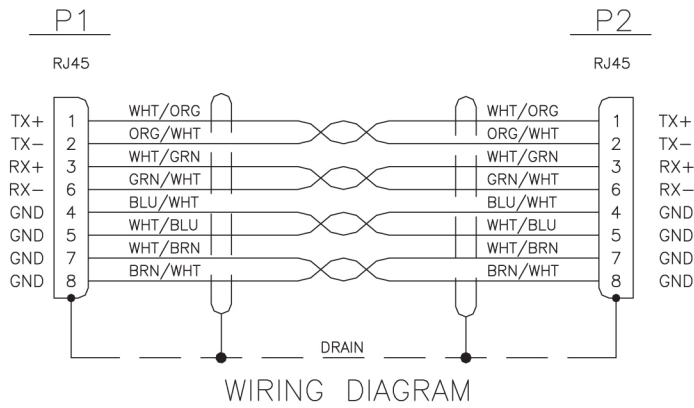 P1 P2
RJ45 RJ45
TX+ 1 WHT/ORG WHT/ORG 1 TX+
TX- 2 ORG/WHT ORG/WHT 2 TX-
RX+ 3 WHT/GRN WHT/GRN 3 RX+
RX- 6 GRN/WHT GRN/WHT 6 RX-
GND 4 BLU/WHT BLU/WHT 4 GND
GND 5 WHT/BLU WHT/BLU 5 GND
GND 7 WHT/BRN WHT/BRN 7 GND
GND 8 BRN/WHT BRN/WHT 8 GND
DRAIN
WIRING DIAGRAM